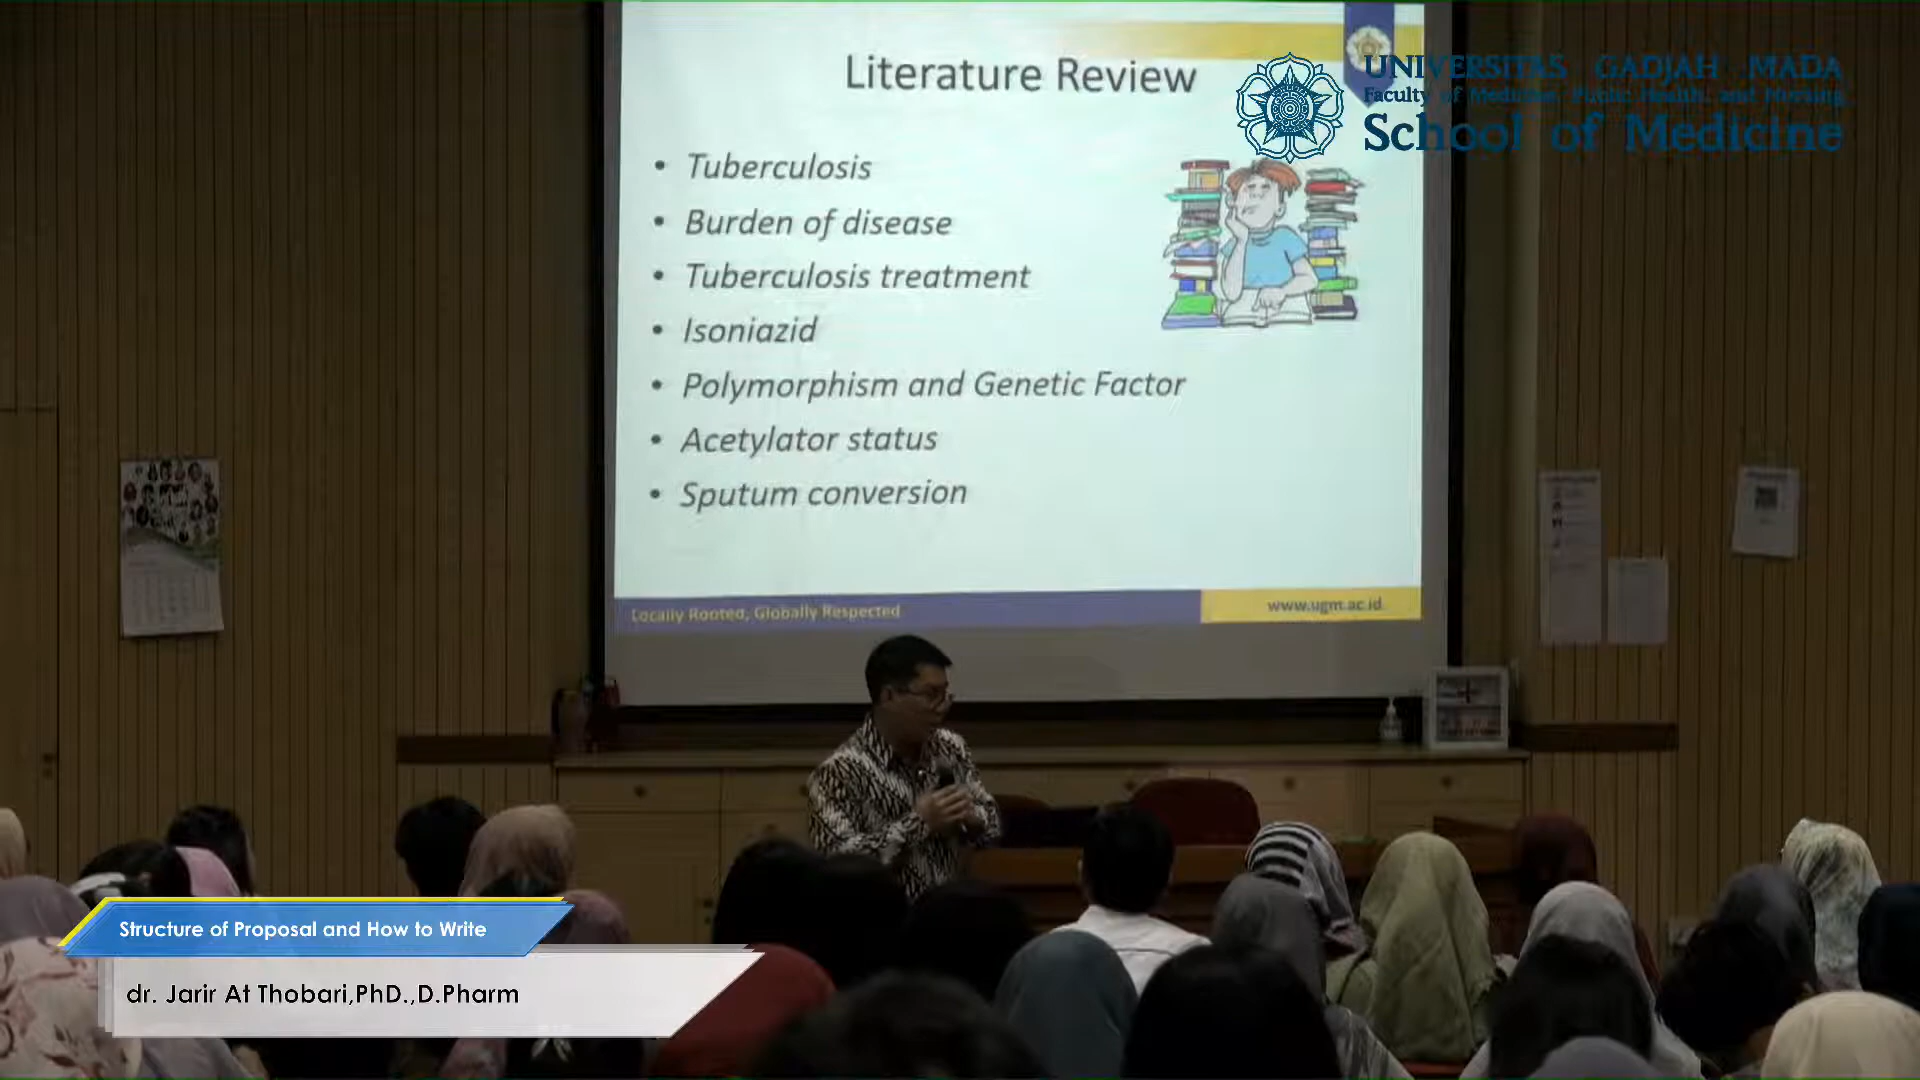 Literature Review
UNIVERSITAS GADJAH MADA
Faculty of Medicine, Public Health, and Nursing
School of Medicine
• Tuberculosis
• Burden of disease
• Tuberculosis treatment
• Isoniazid
• Polymorphism and Genetic Factor
• Acetylator status
• Sputum conversion
Locally Rooted, Globally Respected
www.ugm.ac.id
Structure of Proposal and How to Write
dr. Jarir At Thobari,PhD.,D.Pharm